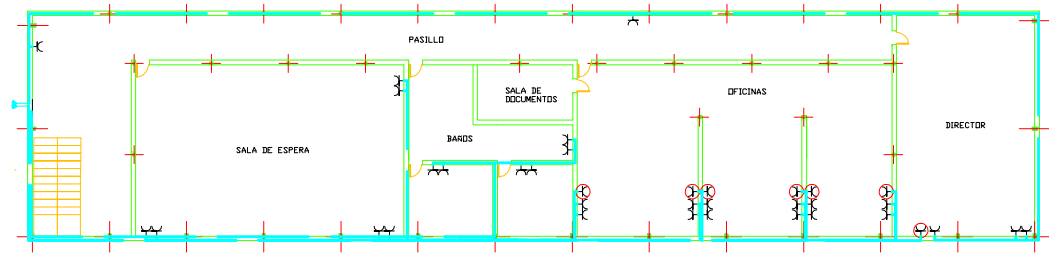 PASILLO
SALA DE
DOCUMENTOS
OFICINAS
DIRECTOR
BAÑOS
SALA DE ESPERA